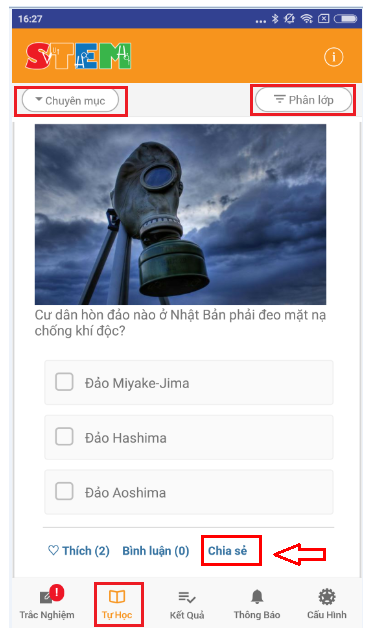 16:27
STEM
Chuyên mục
Phân lớp
Cư dân hòn đảo nào ở Nhật Bản phải đeo mặt nạ
chống khí độc?
Đảo Miyake-Jima
Đảo Hashima
Đảo Aoshima
Thích (2) Bình luận (0) Chia sẻ
Trắc Nghiệm Tự Học Kết Quả Thông Báo Cấu Hình